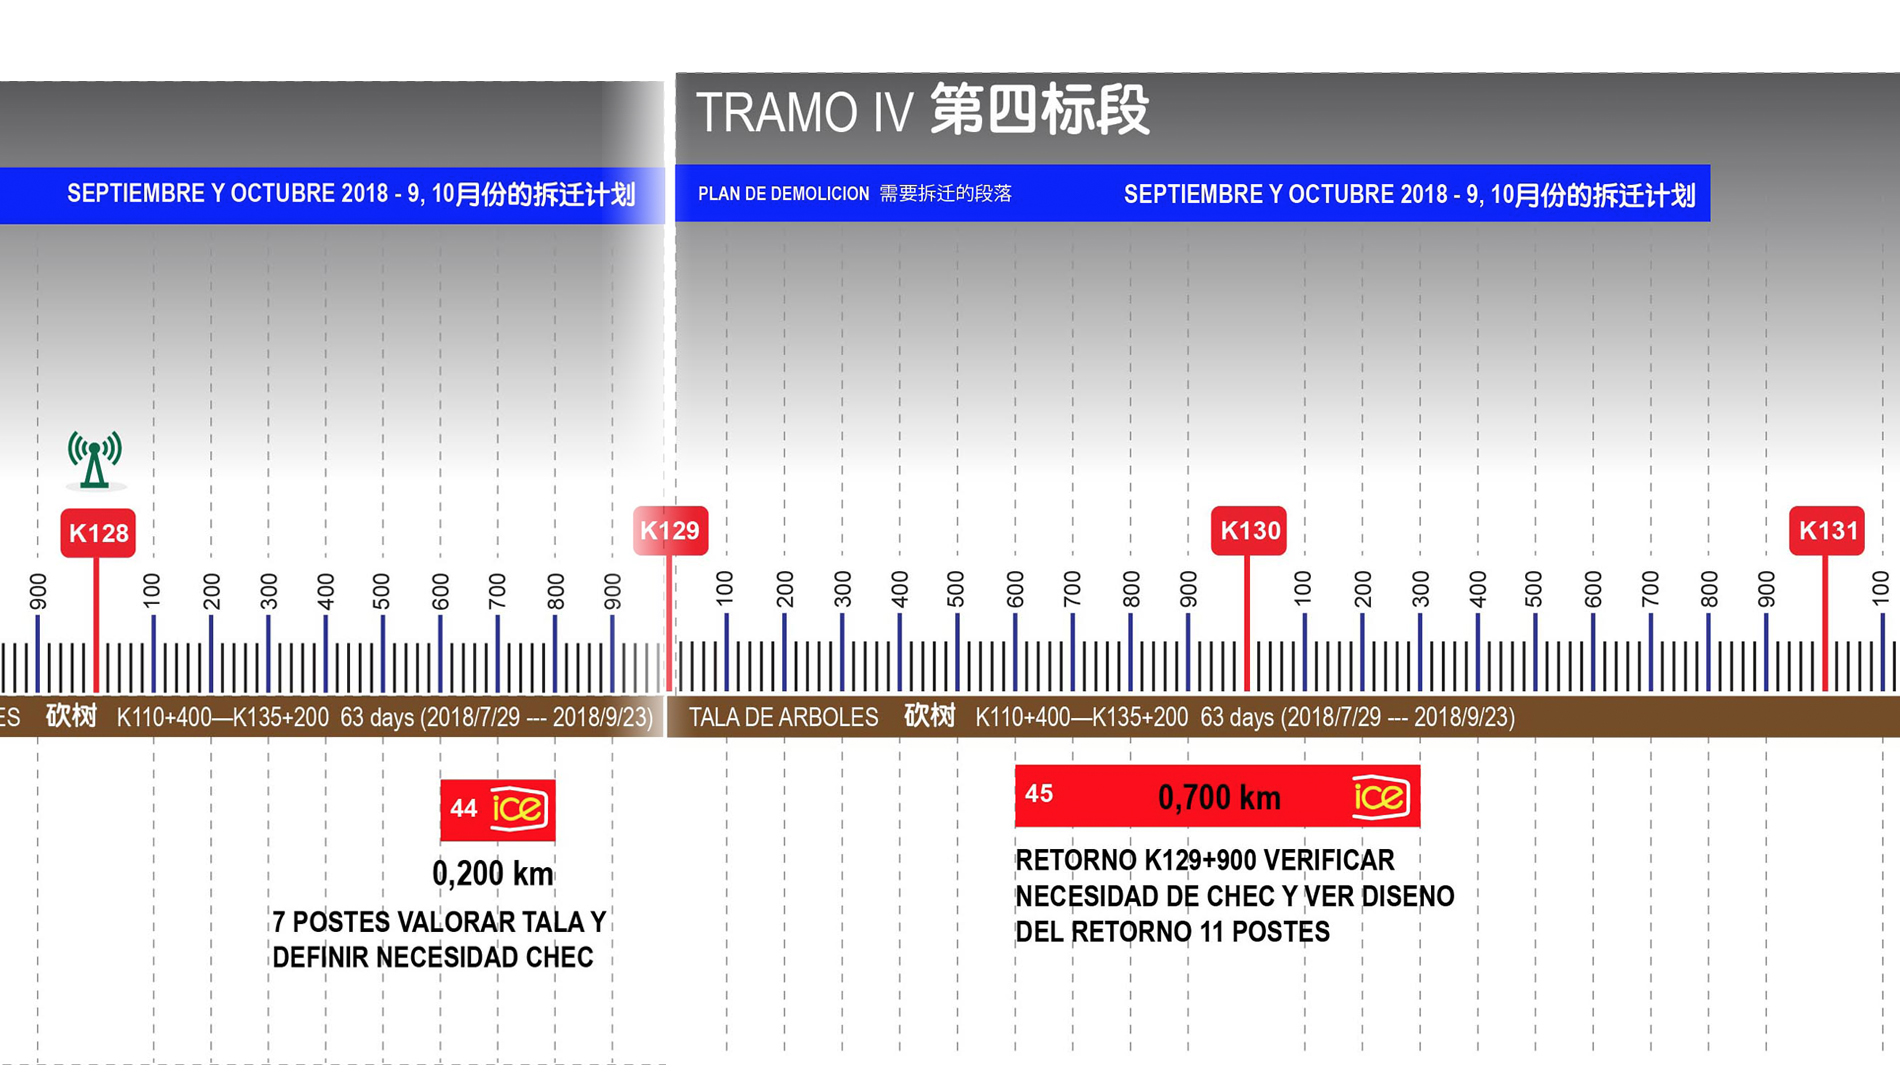 TRAMO IV 第四标段
SEPTIEMBRE Y OCTUBRE 2018 - 9, 10月份的拆迁计划
PLAN DE DEMOLICION 需要拆迁的段落 SEPTIEMBRE Y OCTUBRE 2018 - 9, 10月份的拆迁计划
K128 K129 K130 K131
900 100 200 300 400 500 600 700 800 900 100 200 300 400 500 600 700 800 900 100 200 300 400 500 600 700 800 900 100
ES 砍树 K110+400—K135+200 63 days (2018/7/29 --- 2018/9/23)
TALA DE ARBOLES 砍树 K110+400—K135+200 63 days (2018/7/29 --- 2018/9/23)
44 ice
0,200 km
7 POSTES VALORAR TALA Y
DEFINIR NECESIDAD CHEC
45 0,700 km ice
RETORNO K129+900 VERIFICAR
NECESIDAD DE CHEC Y VER DISENO
DEL RETORNO 11 POSTES